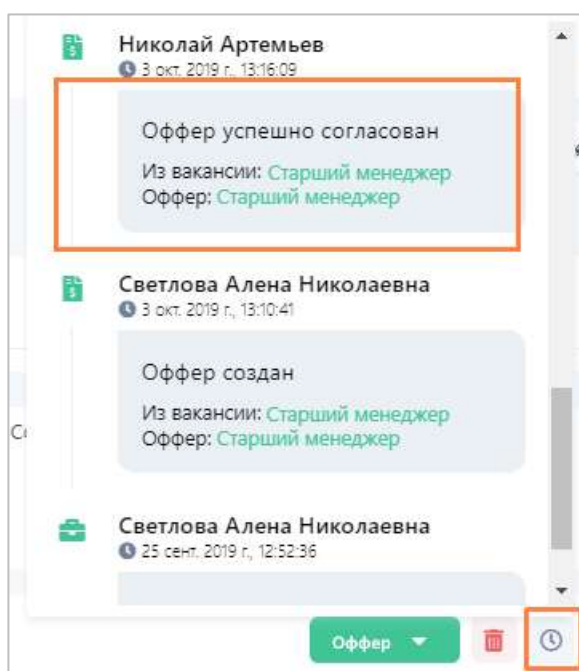 Николай Артемьев
3 окт. 2019 г., 13:16:09
Оффер успешно согласован
Из вакансии: Старший менеджер
Оффер: Старший менеджер
Светлова Алена Николаевна
3 окт. 2019 г., 13:10:41
Оффер создан
Из вакансии: Старший менеджер
Оффер: Старший менеджер
Светлова Алена Николаевна
25 сент. 2019 г., 12:52:36
Оффер